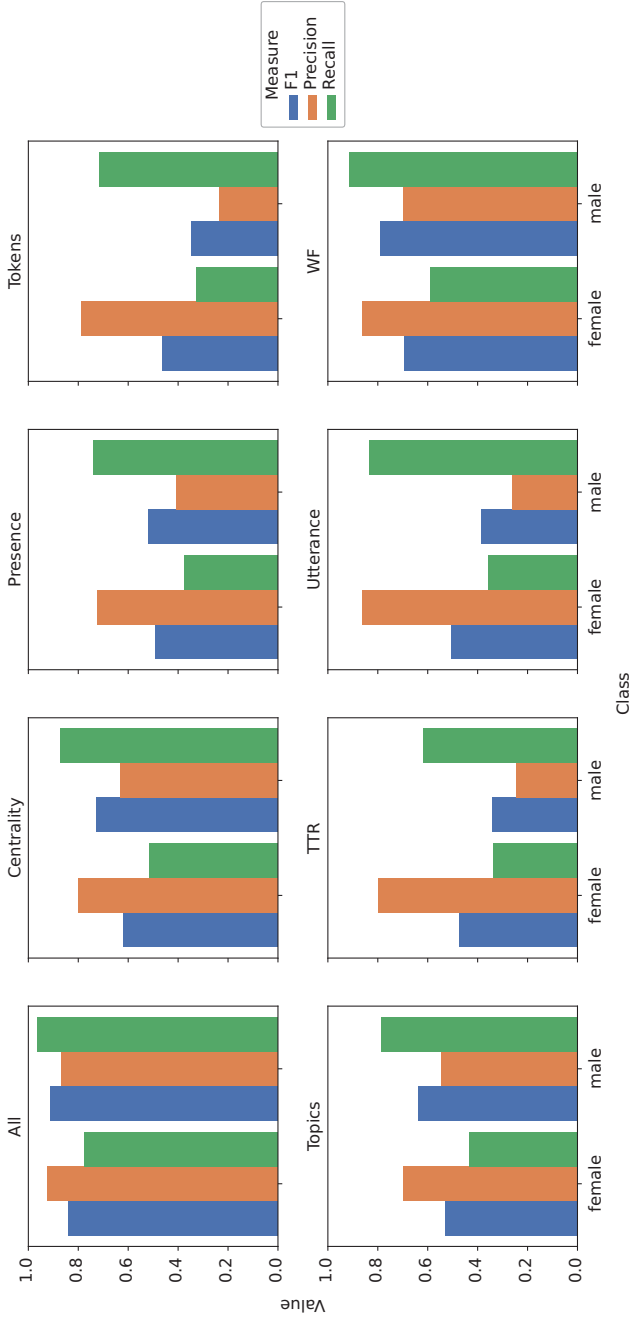 All
Centrality
Presence
Tokens
1.0
0.8
0.6
0.4
0.2
0.0
Value
Topics
TTR
Utterance
WF
1.0
0.8
0.6
0.4
0.2
0.0
female male
female male
female male
female male
Class
Measure
F1
Precision
Recall